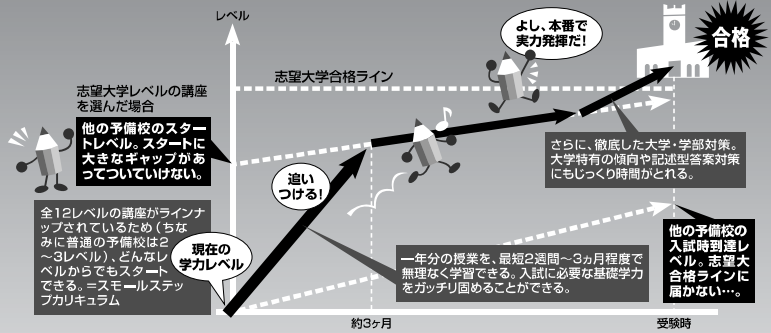 レベル
よし、本番で
実力発揮だ!
合格
志望大学合格ライン
志望大学レベルの講座
を選んだ場合
他の予備校のスター
トレベル。スタートに
大きなギャップがあ
ってついていけない。
さらに、徹底した大学・学部対策。
大学特有の傾向や記述型答案対策
にもじっくり時間がとれる。
追い
つける!
全12レベルの講座がラインナ
ップされているため(ちな
みに普通の予備校は2
〜3レベル)、どんなレ
ベルからでもスタート
できる。=スモールステッ
プカリキュラム
現在の
学力レベル
一年分の授業を、最短2週間〜3ヵ月程度で
無理なく学習できる。入試に必要な基礎学力
をガッチリ固めることができる。
他の予備校の
入試時到達レ
ベル。志望大
合格ラインに
届かない…。
約3ヶ月
受験時